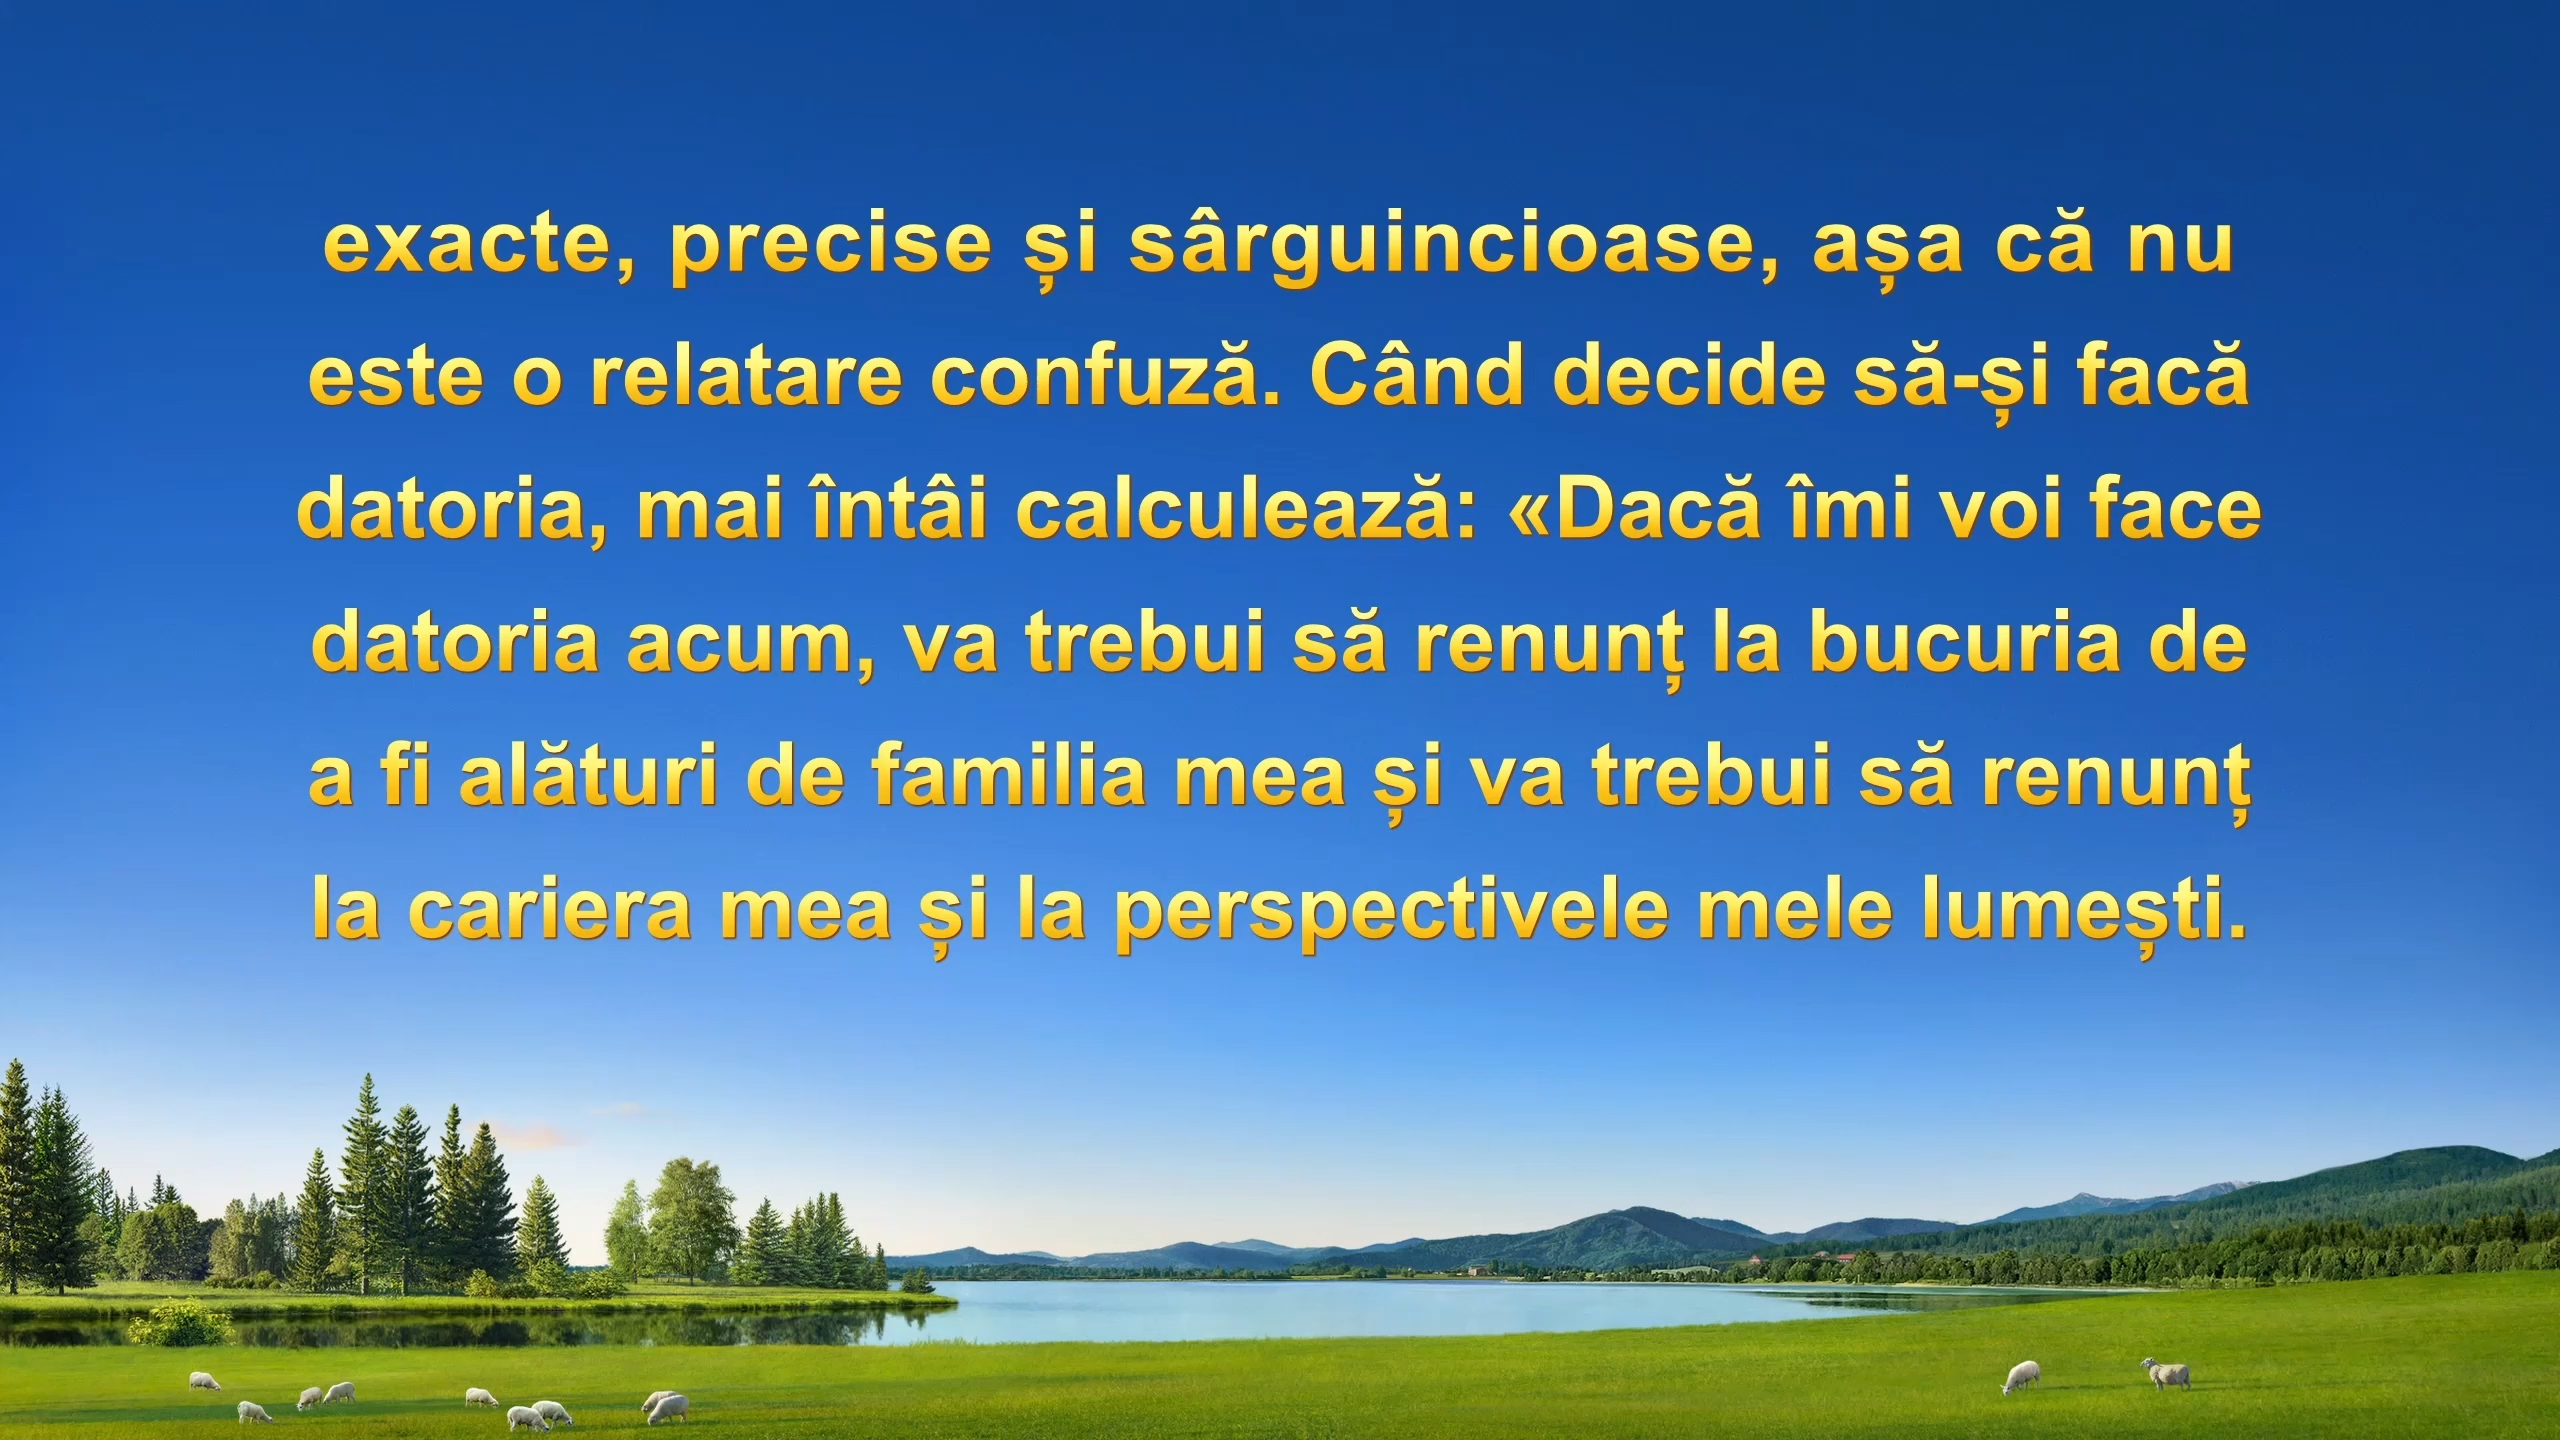 exacte, precise și sârguincioase, așa că nu
este o relatare confuză. Când decide să-și facă
datoria, mai întâi calculează: «Dacă îmi voi face
datoria acum, va trebui să renunț la bucuria de
a fi alături de familia mea și va trebui să renunț
la cariera mea și la perspectivele mele lumești.